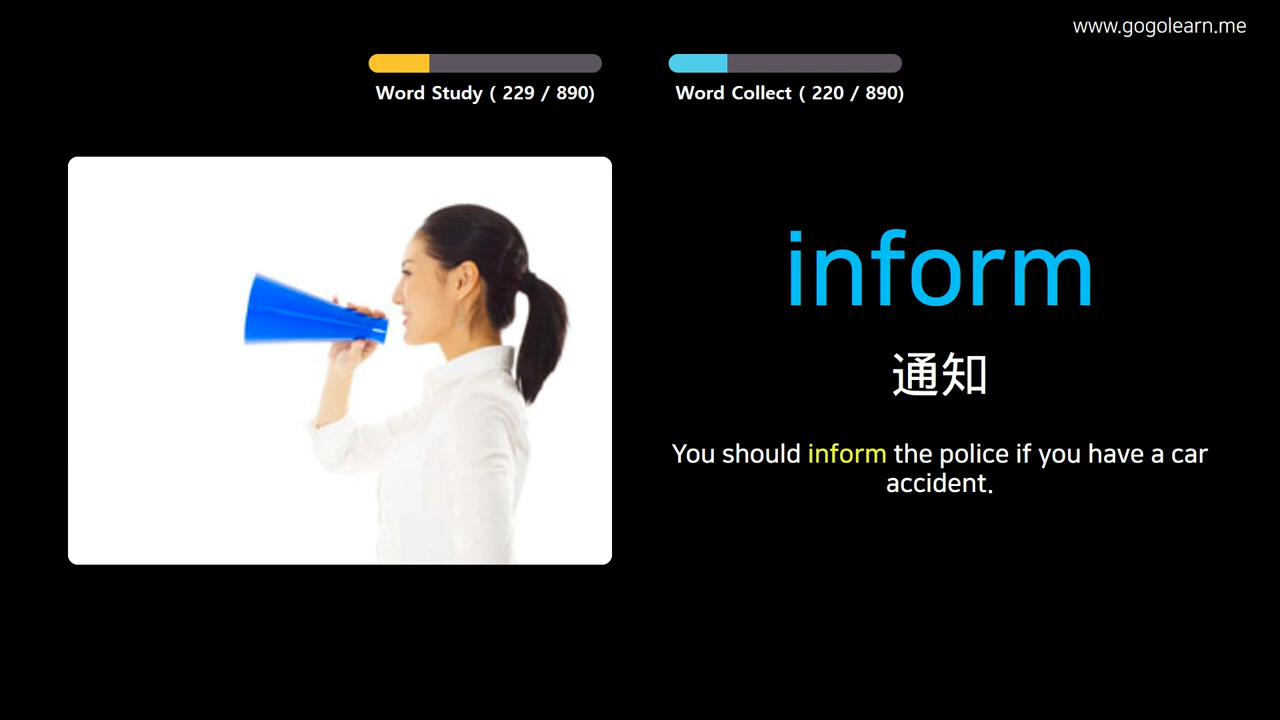 www.gogolearn.me
Word Study ( 229 / 890)
Word Collect ( 220 / 890)
inform
通知
You should inform the police if you have a car
accident.